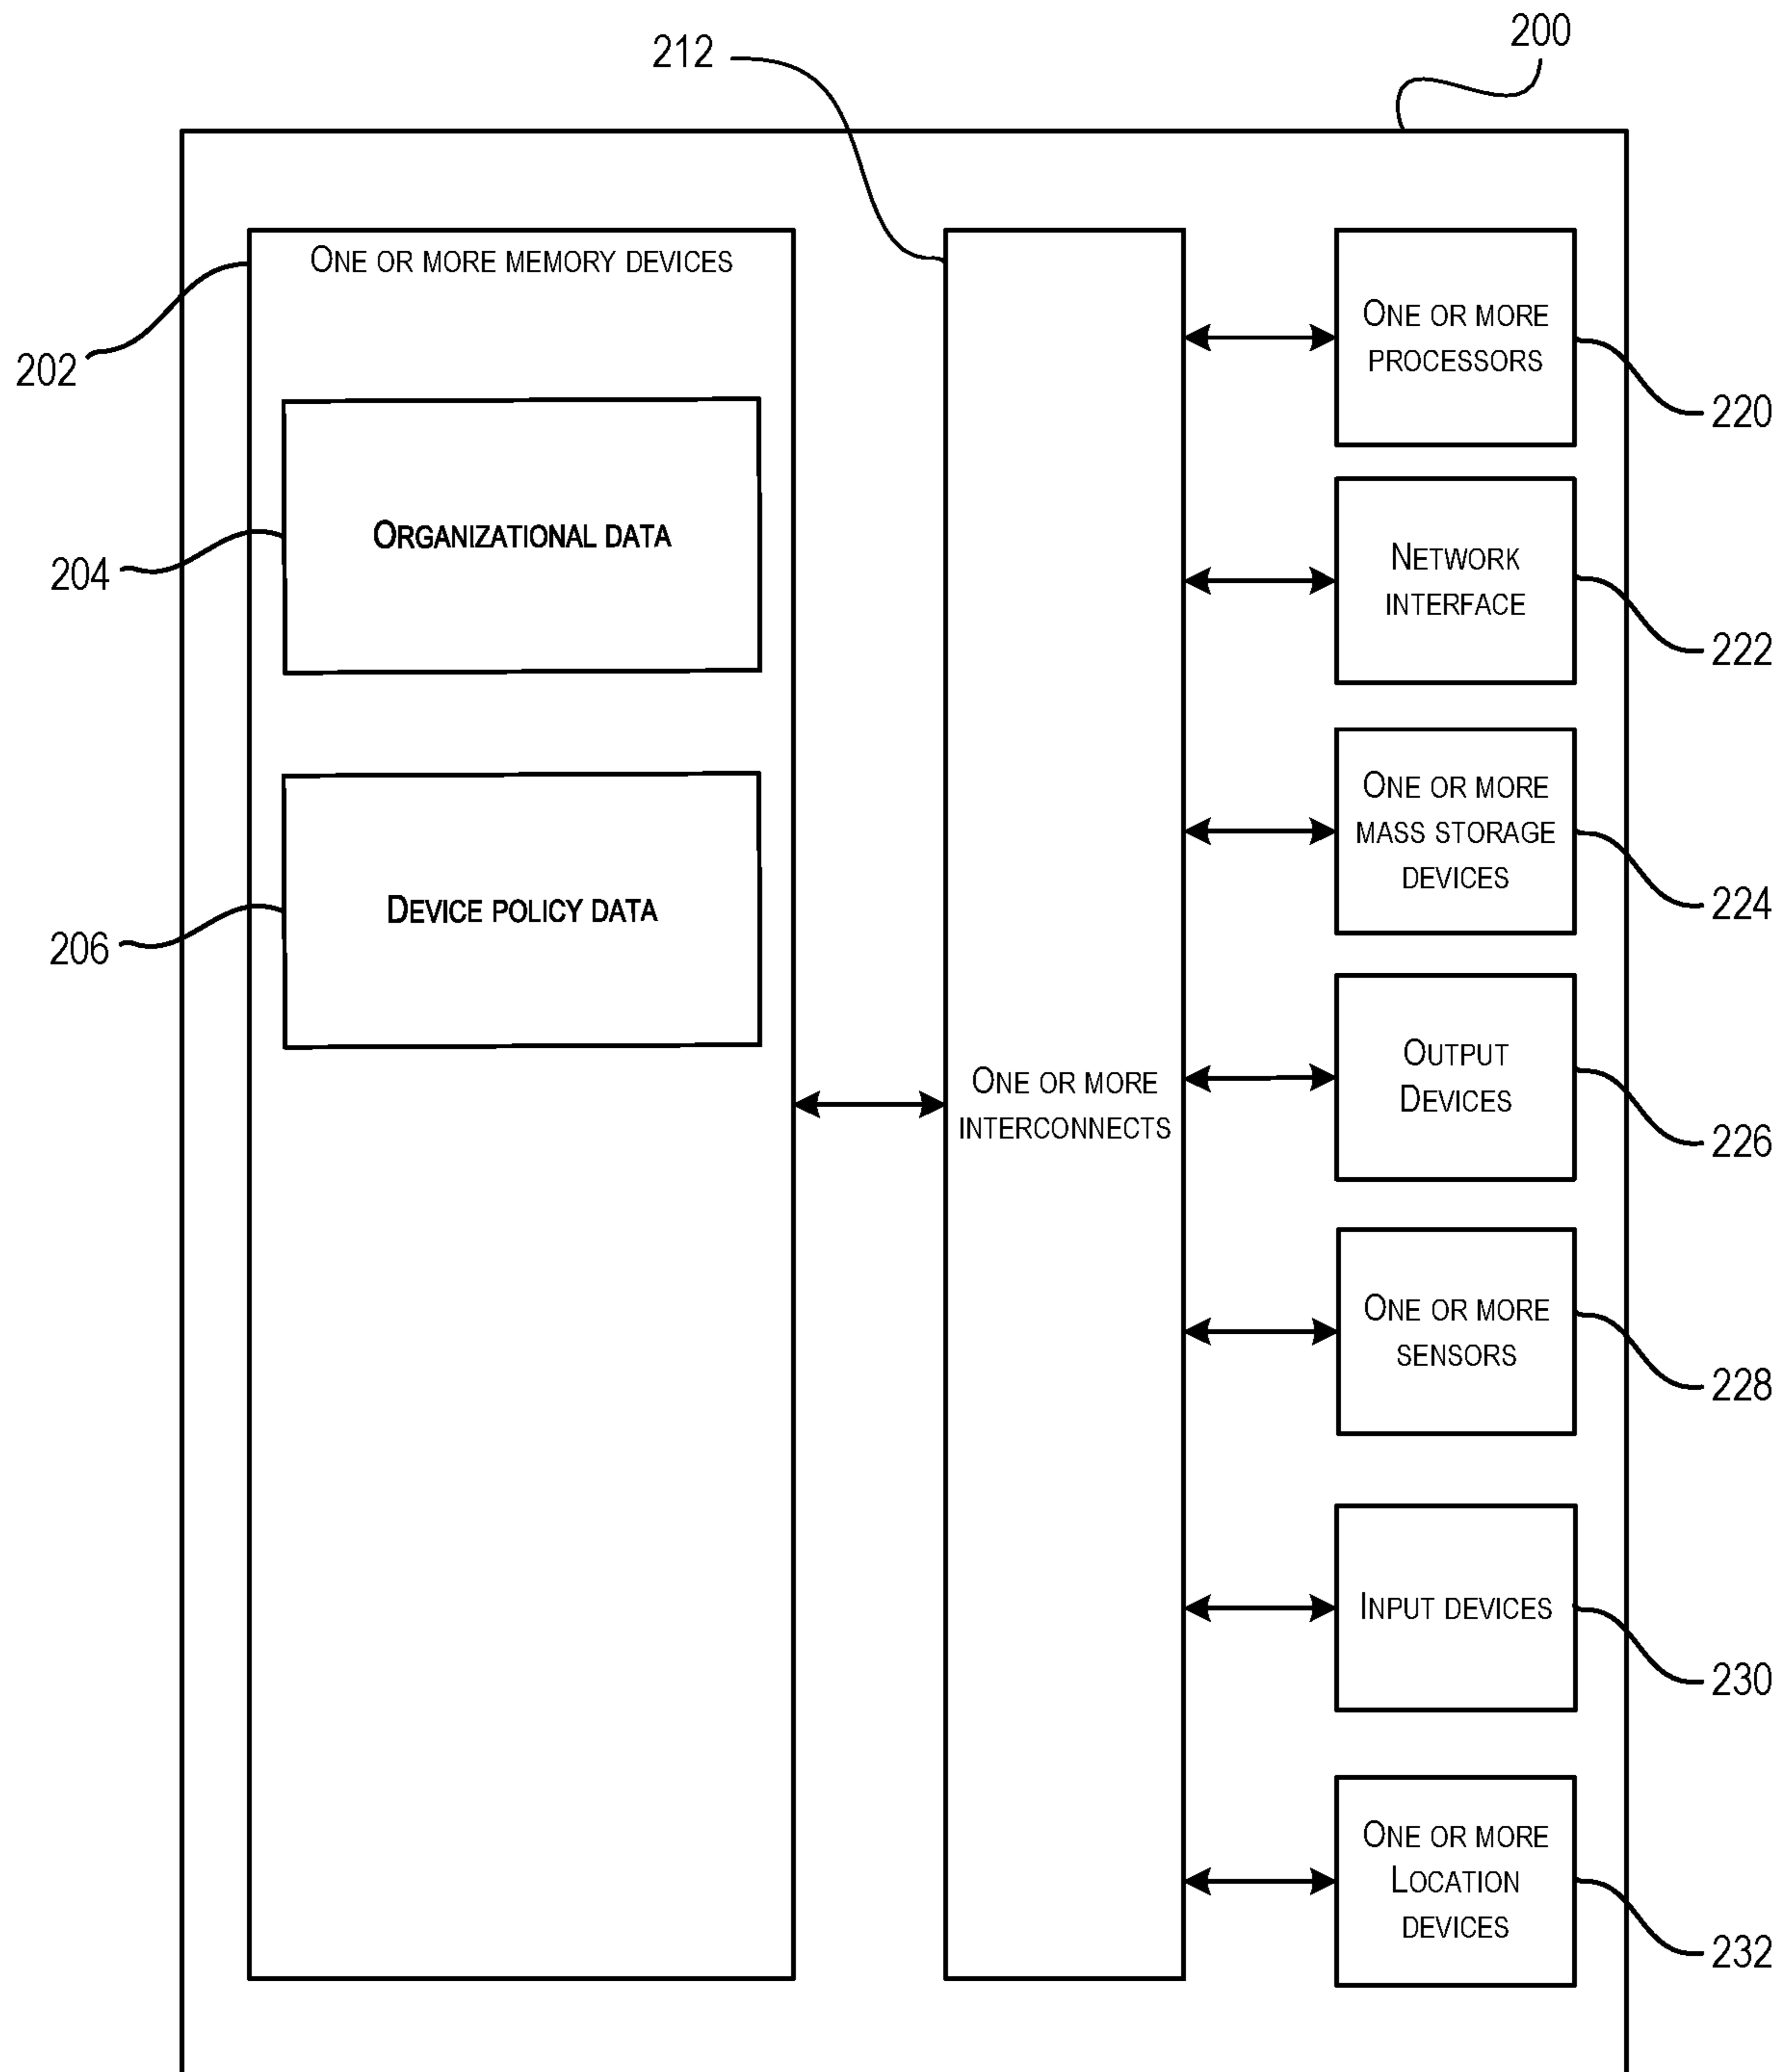 200
212
ONE OR MORE MEMORY DEVICES
202
ONE OR MORE
PROCESSORS
220
ORGANIZATIONAL DATA
204
NETWORK
INTERFACE
222
ONE OR MORE
MASS STORAGE
DEVICES
224
DEVICE POLICY DATA
206
ONE OR MORE
INTERCONNECTS
OUTPUT
DEVICES
226
ONE OR MORE
SENSORS
228
INPUT DEVICES
230
ONE OR MORE
LOCATION
DEVICES
232